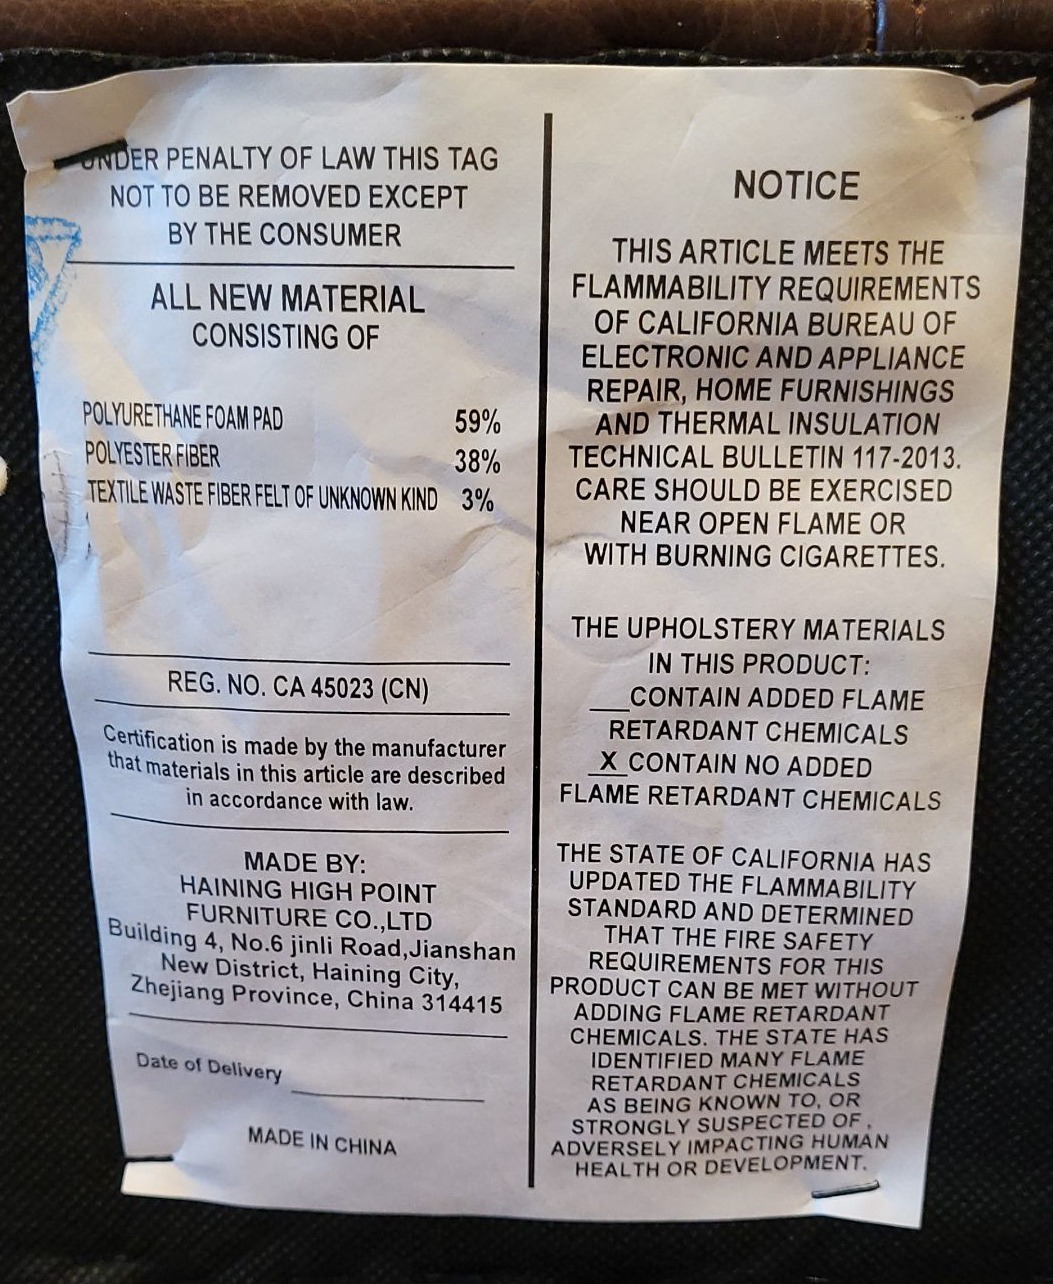 UNDER PENALTY OF LAW THIS TAG
NOT TO BE REMOVED EXCEPT
BY THE CONSUMER
ALL NEW MATERIAL
CONSISTING OF
POLYURETHANE FOAM PAD 59%
POLYESTER FIBER 38%
TEXTILE WASTE FIBER FELT OF UNKNOWN KIND 3%
REG. NO. CA 45023 (CN)
Certification is made by the manufacturer
that materials in this article are described
in accordance with law.
MADE BY:
HAINING HIGH POINT
FURNITURE CO.,LTD
Building 4, No.6 jinli Road,Jianshan
New District, Haining City,
Zhejiang Province, China 314415
Date of Delivery
MADE IN CHINA
NOTICE
THIS ARTICLE MEETS THE
FLAMMABILITY REQUIREMENTS
OF CALIFORNIA BUREAU OF
ELECTRONIC AND APPLIANCE
REPAIR, HOME FURNISHINGS
AND THERMAL INSULATION
TECHNICAL BULLETIN 117-2013.
CARE SHOULD BE EXERCISED
NEAR OPEN FLAME OR
WITH BURNING CIGARETTES.
THE UPHOLSTERY MATERIALS
IN THIS PRODUCT:
___CONTAIN ADDED FLAME
RETARDANT CHEMICALS
_X_CONTAIN NO ADDED
FLAME RETARDANT CHEMICALS
THE STATE OF CALIFORNIA HAS
UPDATED THE FLAMMABILITY
STANDARD AND DETERMINED
THAT THE FIRE SAFETY
REQUIREMENTS FOR THIS
PRODUCT CAN BE MET WITHOUT
ADDING FLAME RETARDANT
CHEMICALS. THE STATE HAS
IDENTIFIED MANY FLAME
RETARDANT CHEMICALS
AS BEING KNOWN TO, OR
STRONGLY SUSPECTED OF,
ADVERSELY IMPACTING HUMAN
HEALTH OR DEVELOPMENT.